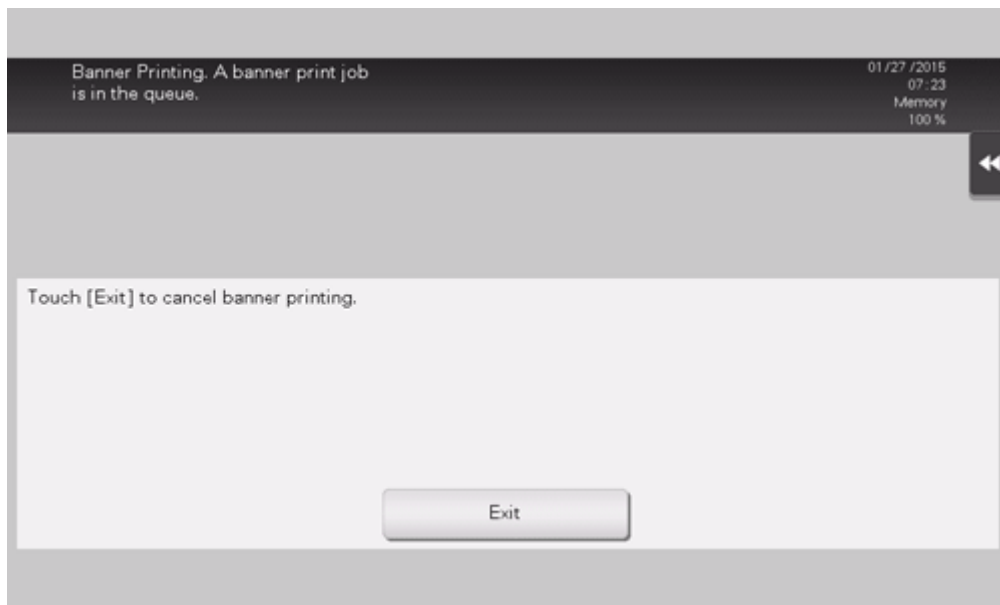 Banner Printing. A banner print job
is in the queue.
01/27/2015
07:23
Memory
100 %
Touch [Exit] to cancel banner printing.
Exit